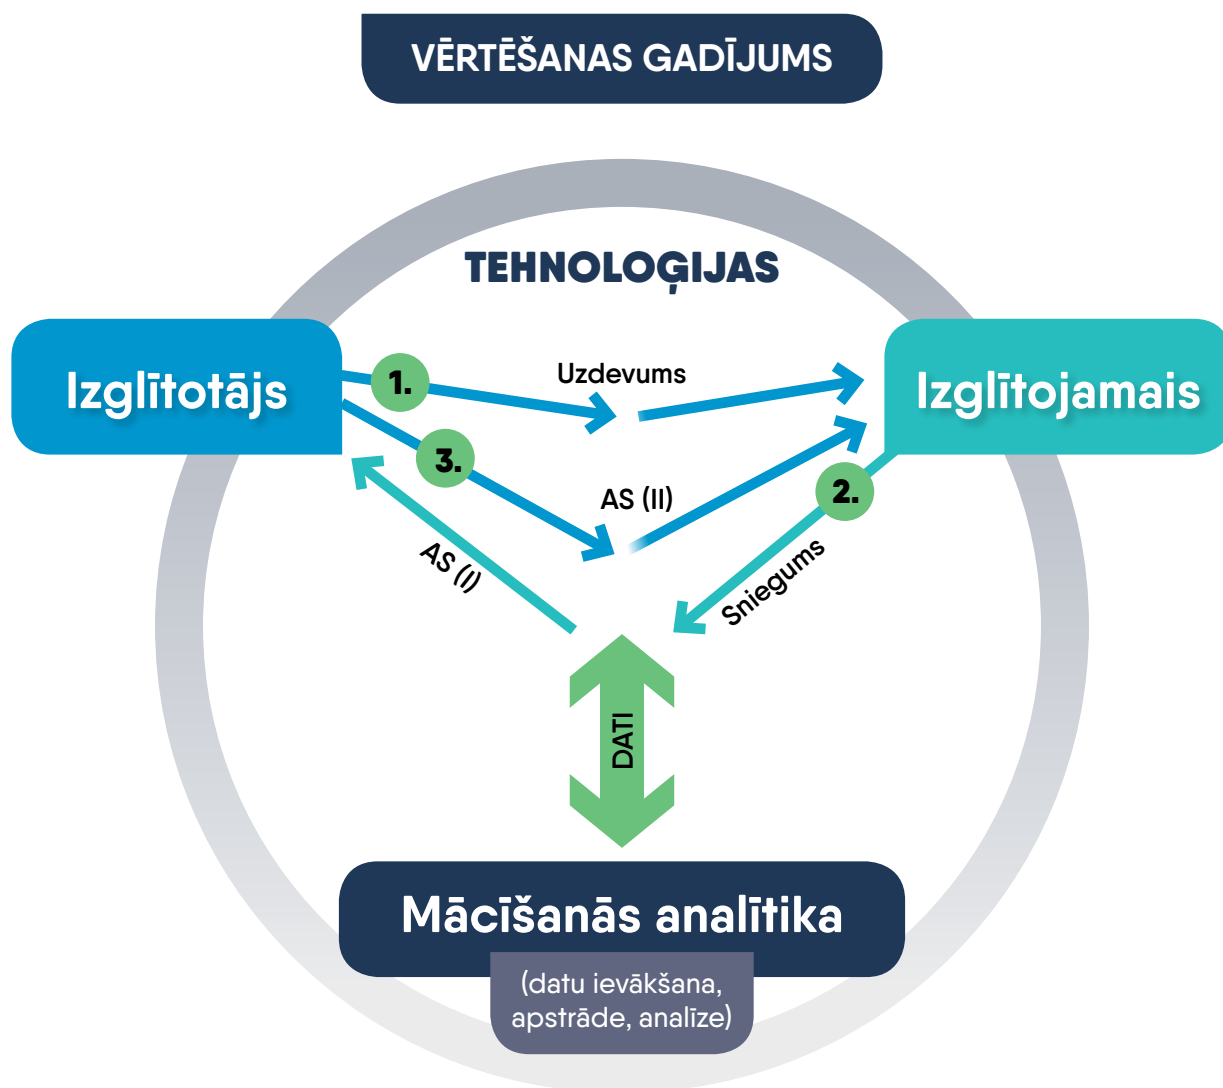 VĒRTĒŠANAS GADĪJUMS
TEHNOLOĢIJAS
Izglītotājs
1.
Uzdevums
Izglītojamais
3.
AS (II)
2.
AS (I)
Sniegums
DATI
Mācīšanās analītika
(datu ievākšana,
apstrāde, analīze)